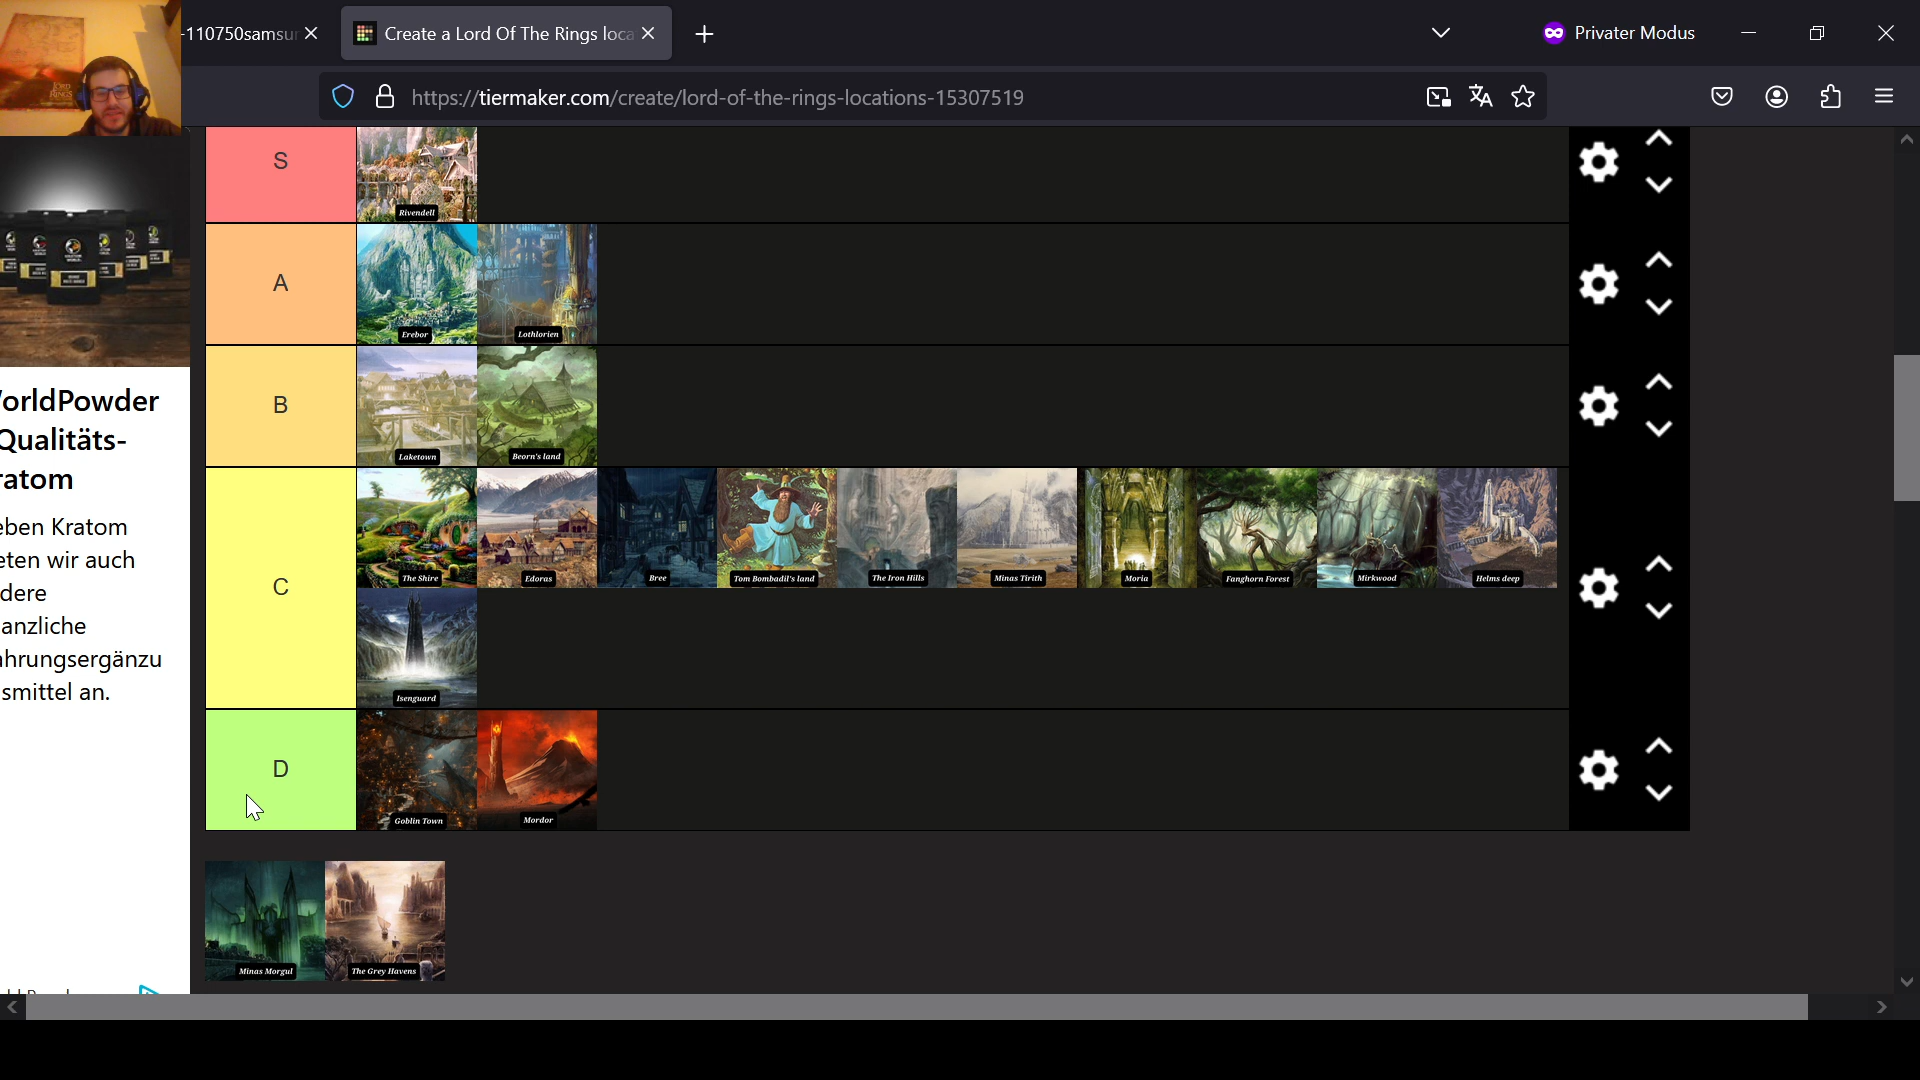 -110750samsu
Create a Lord Of The Rings loca
Privater Modus
https://tiermaker.com/create/lord-of-the-rings-locations-15307519
LORD
RINGS
S
Rivendell
A
Erebor
Lothlorien
B
Laketown
Beorn's land
C
The Shire
Edoras
Bree
Tom Bombadil's land
The Iron Hills
Minas Tirith
Moria
Fanghorn Forest
Mirkwood
Helms deep
Isenguard
D
Goblin Town
Mordor
Minas Morgul
The Grey Havens
orldPowder
Qualitäts-
ratom
eben Kratom
eten wir auch
dere
anzliche
hrungsergänzu
smittel an.